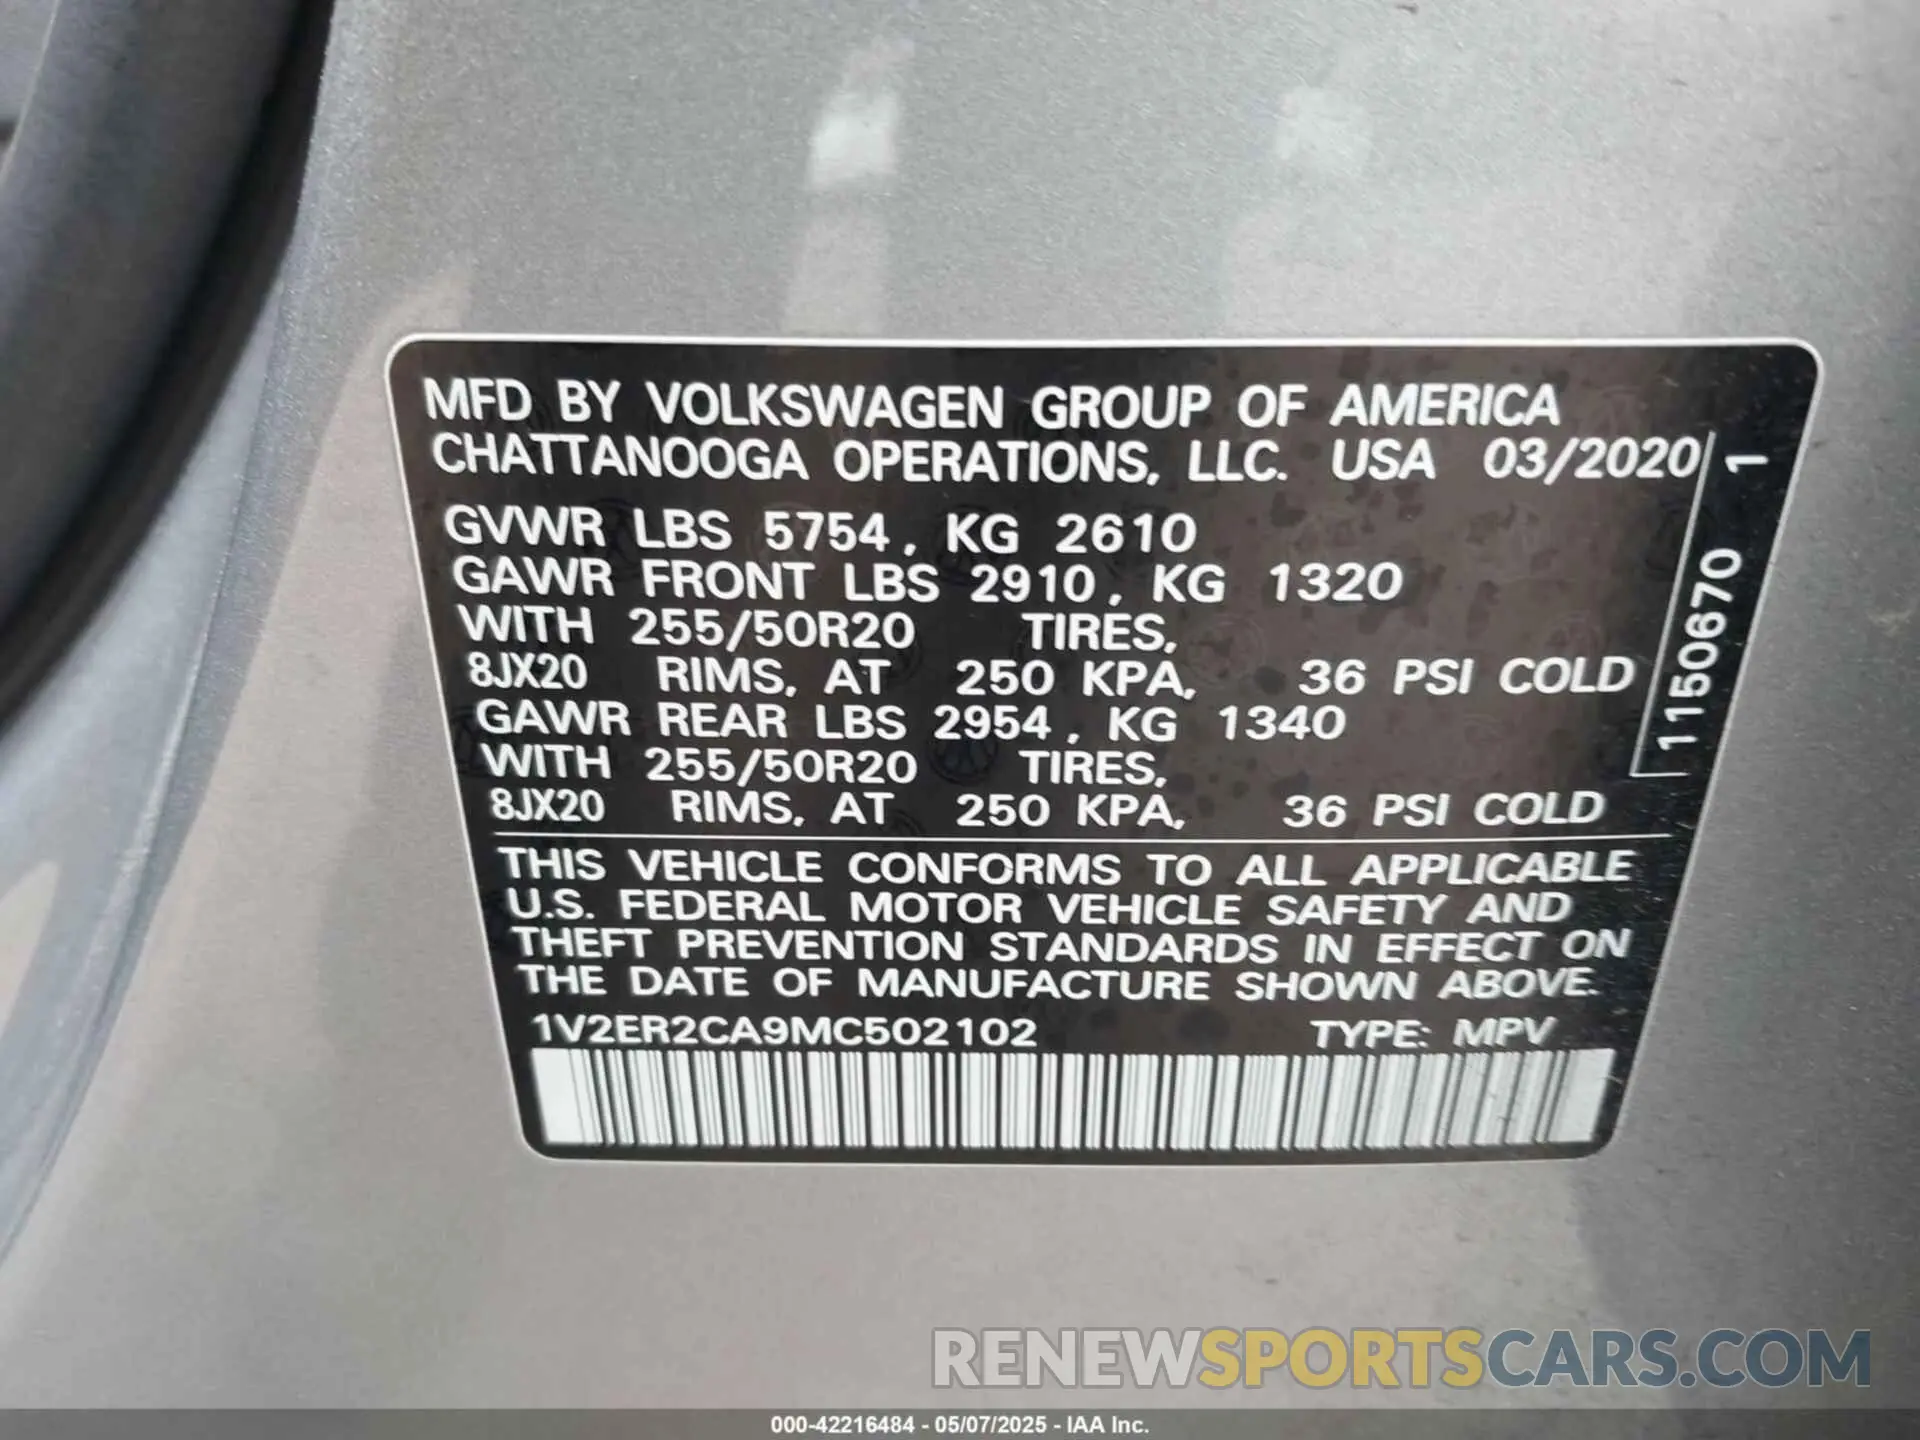 MFD BY VOLKSWAGEN GROUP OF AMERICA
CHATTANOOGA OPERATIONS, LLC. USA 03/2020
GVWR LBS 5754, KG 2610
GAWR FRONT LBS 2910, KG 1320
WITH 255/50R20 TIRES,
8JX20 RIMS, AT 250 KPA, 36 PSI COLD
GAWR REAR LBS 2954, KG 1340
WITH 255/50R20 TIRES,
8JX20 RIMS, AT 250 KPA, 36 PSI COLD
1150670 1
THIS VEHICLE CONFORMS TO ALL APPLICABLE
U.S. FEDERAL MOTOR VEHICLE SAFETY AND
THEFT PREVENTION STANDARDS IN EFFECT ON
THE DATE OF MANUFACTURE SHOWN ABOVE.
1V2ER2CA9MC502102 TYPE: MPV
RENEWSPORTSCARS.COM
000-42216484 - 05/07/2025 - IAA Inc.